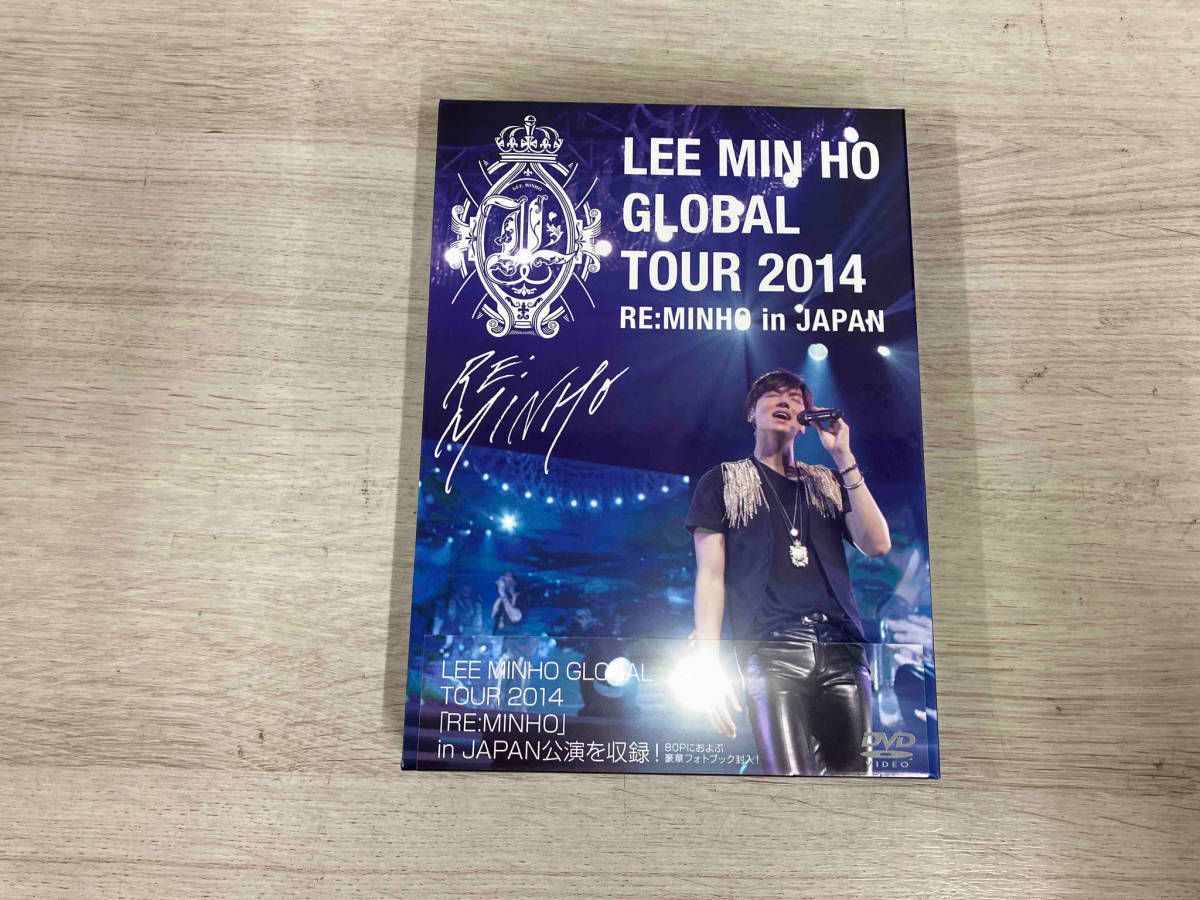 LEE MINHO
L
LEE MIN HO
GLOBAL
TOUR 2014
RE:MINHO in JAPAN
RE:
MINHO
LEE MINHO GLOBAL
TOUR 2014
「RE:MINHO」
in JAPAN公演を収録！
80Pにおよぶ
豪華フォトブック封入！
DVD
VIDEO